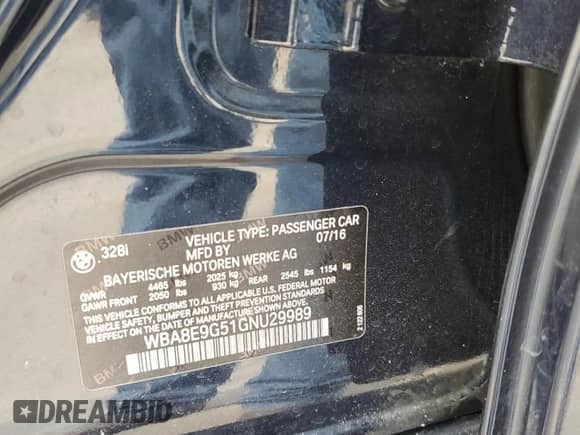 .328I
VEHICLE TYPE: PASSENGER CAR
MFD BY
07/16
BAYERISCHE MOTOREN WERKE AG
GVWR 4465 lbs 2025 kg
GAWR FRONT 2050 lbs 930 kg REAR 2545 lbs 1154 kg
THIS VEHICLE CONFORMS TO ALL APPLICABLE U.S. FEDERAL MOTOR
VEHICLE SAFETY, BUMPER, AND THEFT PREVENTION STANDARDS
IN EFFECT ON THE DATE OF MANUFACTURE SHOWN ABOVE.
WBA8E9G51GNU29989
DREAMBID